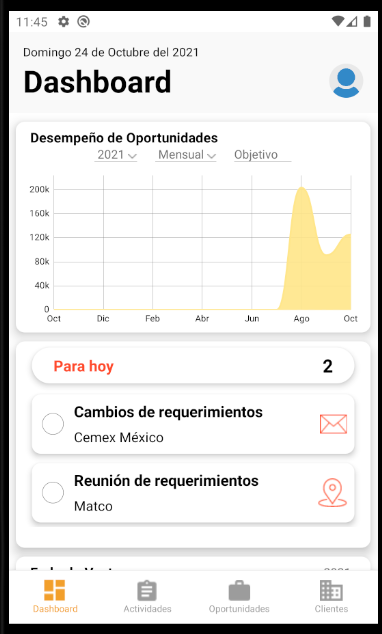 11:45
Domingo 24 de Octubre del 2021
Dashboard
Desempeño de Oportunidades
2021 Mensual Objetivo
200k
160k
120k
80k
40k
0
Oct Dic Feb Abr Jun Ago Oct
Para hoy 2
Cambios de requerimientos
Cemex México
Reunión de requerimientos
Matco
2021
Dashboard Actividades Oportunidades Clientes